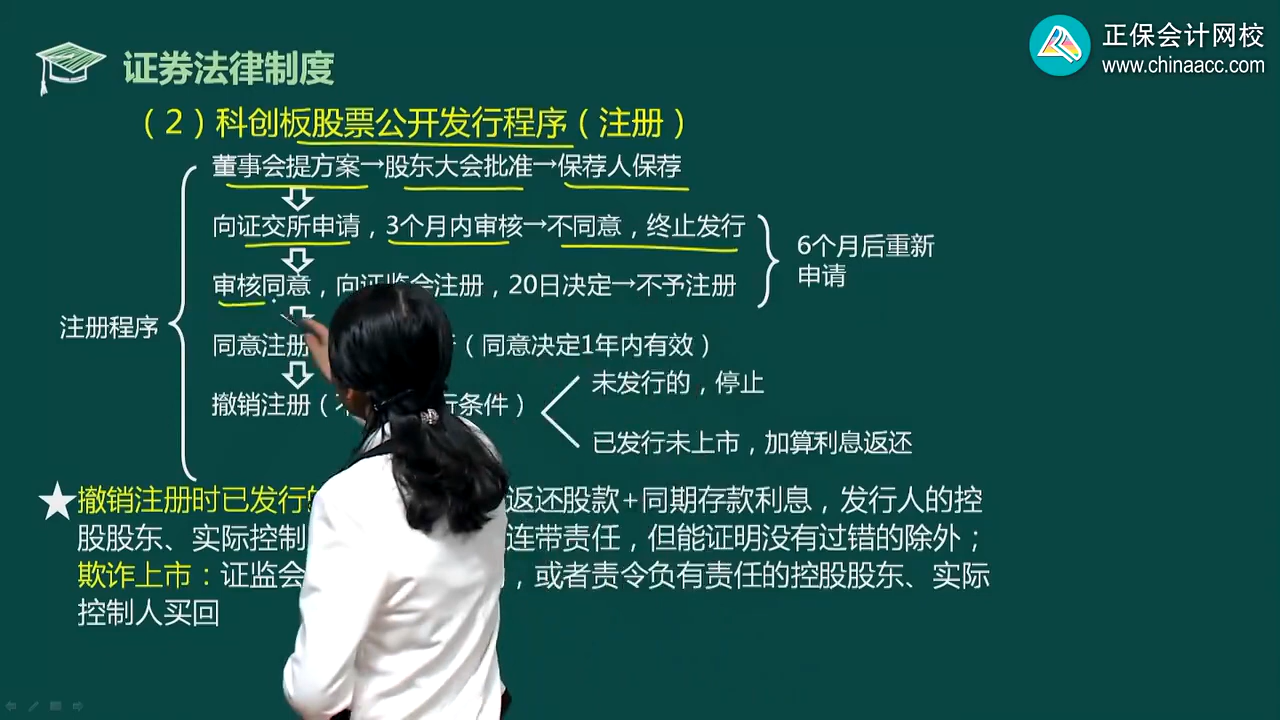 正保会计网校
www.chinaacc.com
证券法律制度
（2）科创板股票公开发行程序（注册）
董事会提方案→股东大会批准→保荐人保荐
向证交所申请，3个月内审核→不同意，终止发行
6个月后重新
申请
审核同意，向证监会注册，20日决定→不予注册
注册程序
同意注册（同意决定1年内有效）
撤销注册（行条件）
未发行的，停止
已发行未上市，加算利息返还
★撤销注册时已发行 返还股款+同期存款利息，发行人的控
股股东、实际控制 连带责任，但能证明没有过错的除外；
欺诈上市：证监会 ，或者责令负有责任的控股股东、实际
控制人买回